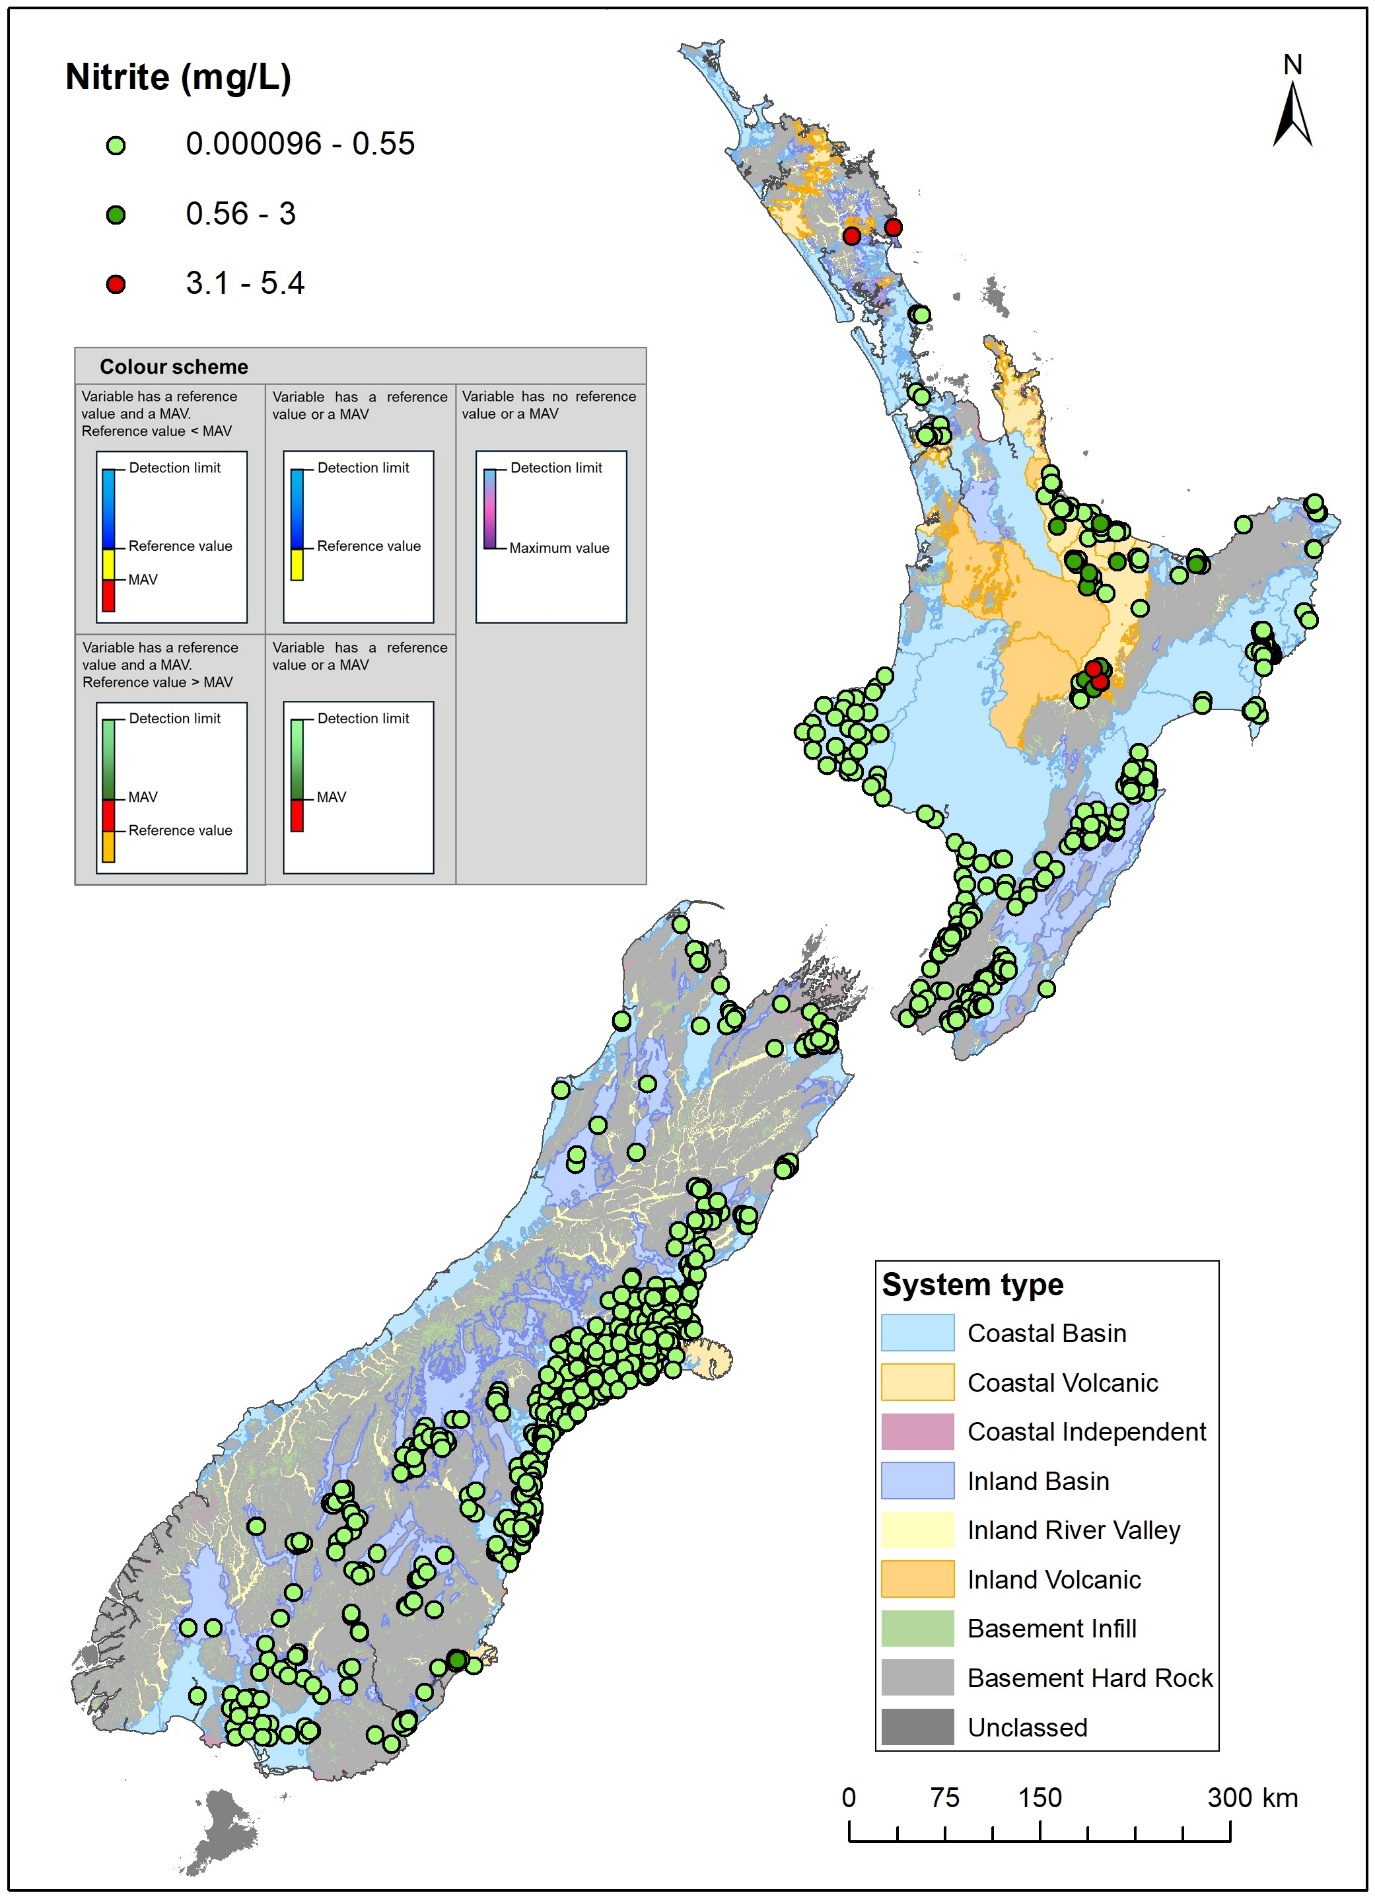 Nitrite (mg/L)
0.000096 - 0.55
0.56 - 3
3.1 - 5.4
N
Colour scheme
Variable has a reference
value and a MAV.
Reference value < MAV
Detection limit
Reference value
MAV
Variable has a reference
value or a MAV
Detection limit
Reference value
Variable has no reference
value or a MAV
Detection limit
Maximum value
Variable has a reference
value and a MAV.
Reference value > MAV
Detection limit
MAV
Reference value
Variable has a reference
value or a MAV
Detection limit
MAV
System type
Coastal Basin
Coastal Volcanic
Coastal Independent
Inland Basin
Inland River Valley
Inland Volcanic
Basement Infill
Basement Hard Rock
Unclassed
0 75 150 300 km